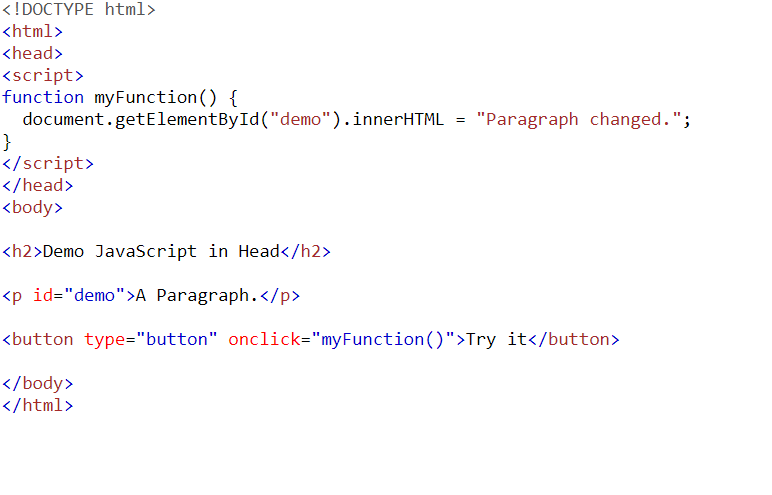 <!DOCTYPE html>
<html>
<head>
<script>
function myFunction() {
  document.getElementById("demo").innerHTML = "Paragraph changed.";
}
</script>
</head>
<body>
<h2>Demo JavaScript in Head</h2>
<p id="demo">A Paragraph.</p>
<button type="button" onclick="myFunction()">Try it</button>
</body>
</html>